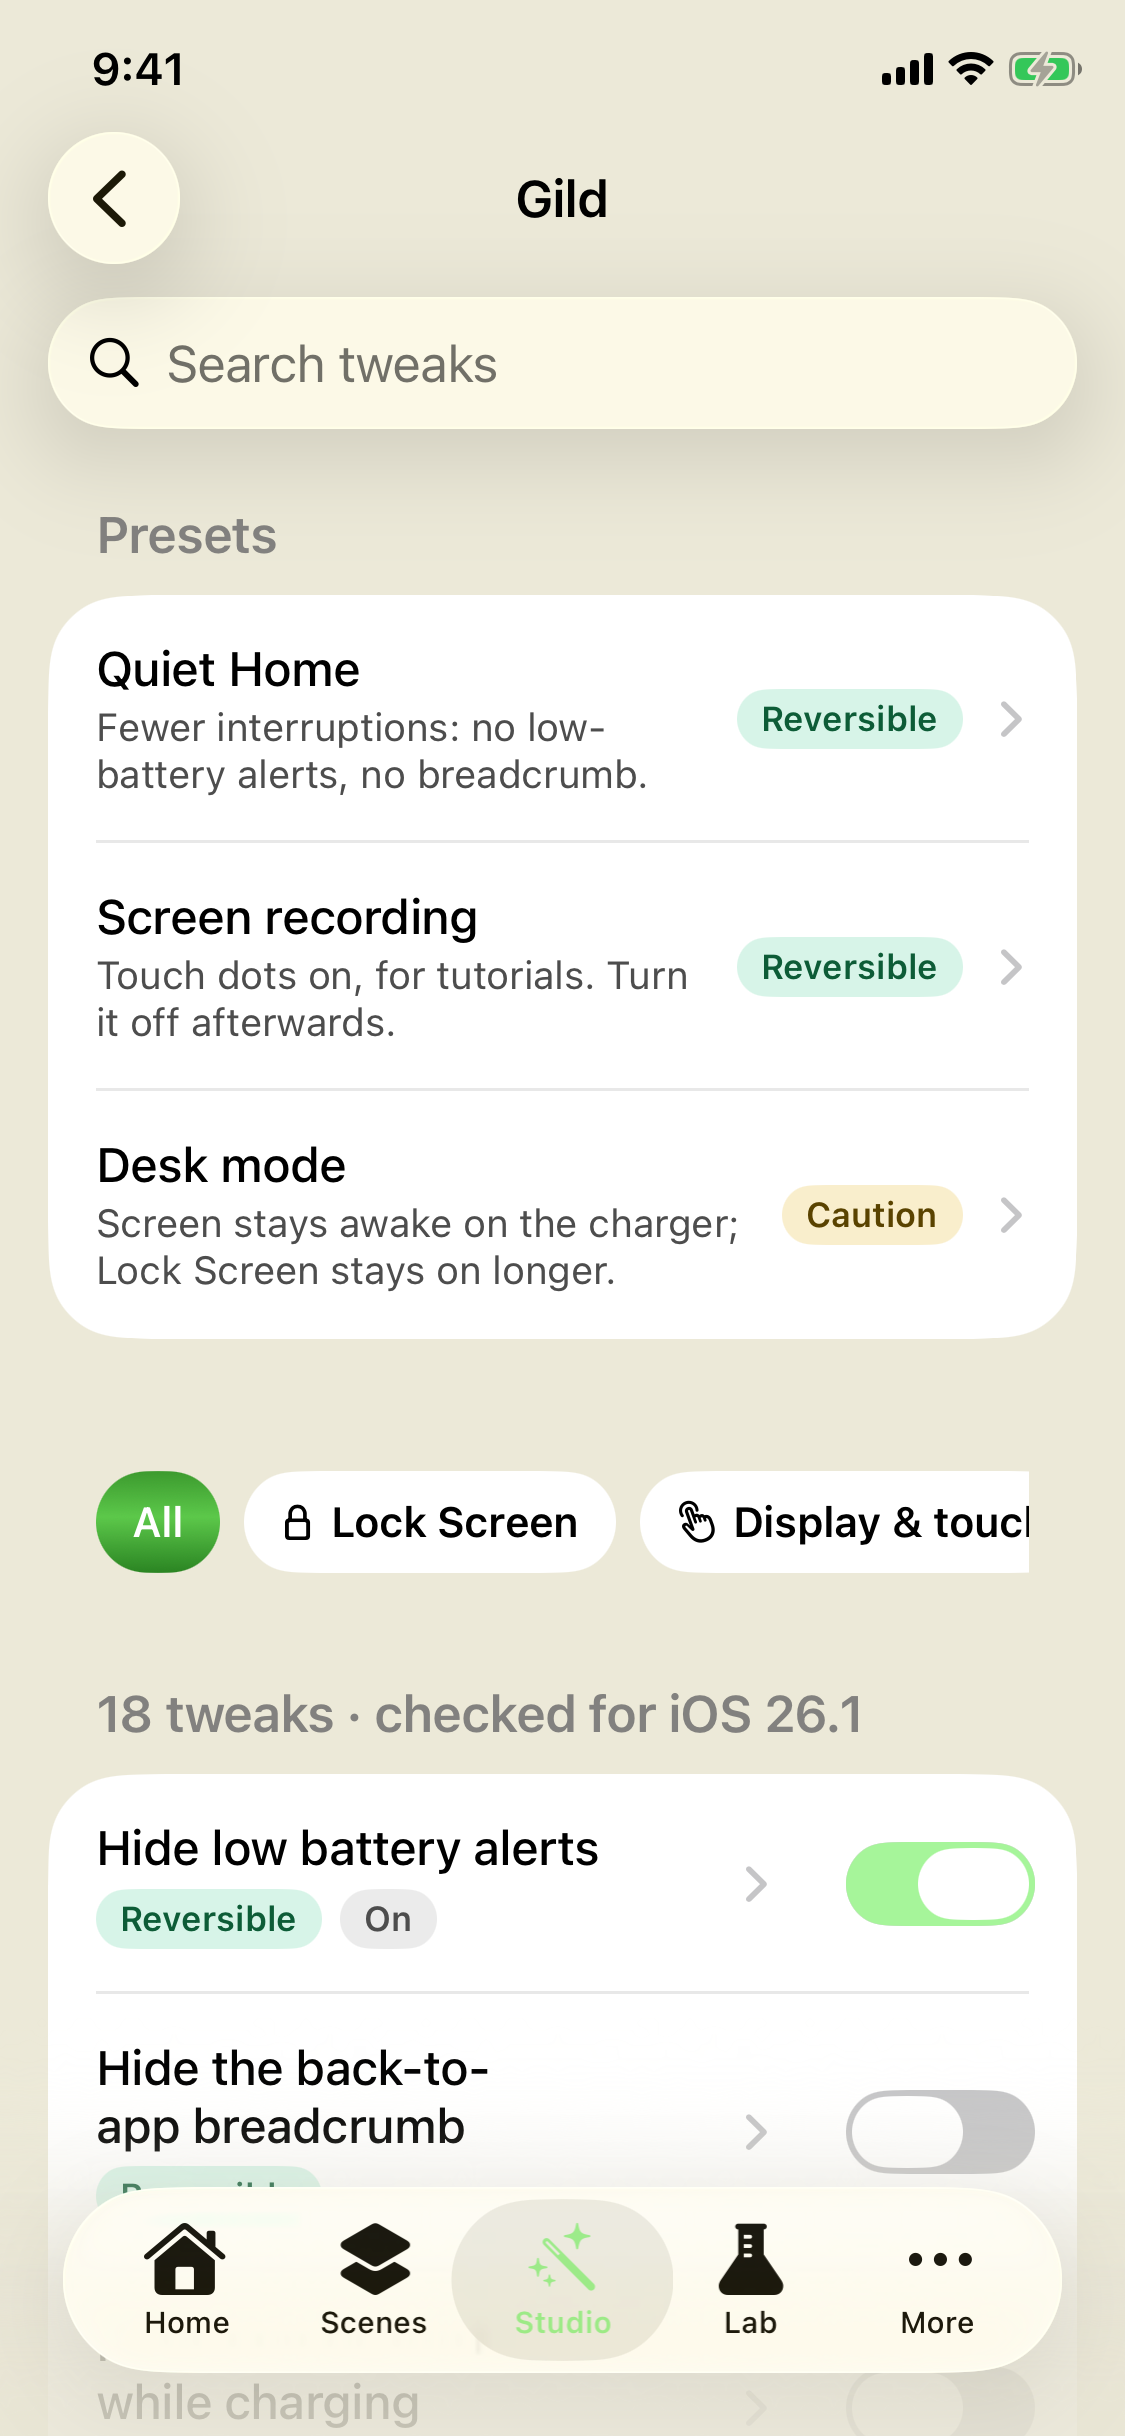 9:41
Gild
Search tweaks
Presets
Quiet Home
Fewer interruptions: no low-
battery alerts, no breadcrumb.
Reversible
Screen recording
Touch dots on, for tutorials. Turn
it off afterwards.
Reversible
Desk mode
Screen stays awake on the charger;
Lock Screen stays on longer.
Caution
All
Lock Screen
Display &
18 tweaks · checked for iOS 26.1
Hide low battery alerts
Reversible
On
Hide the back-to-
app breadcrumb
Home
Scenes
Studio
Lab
More
while charging